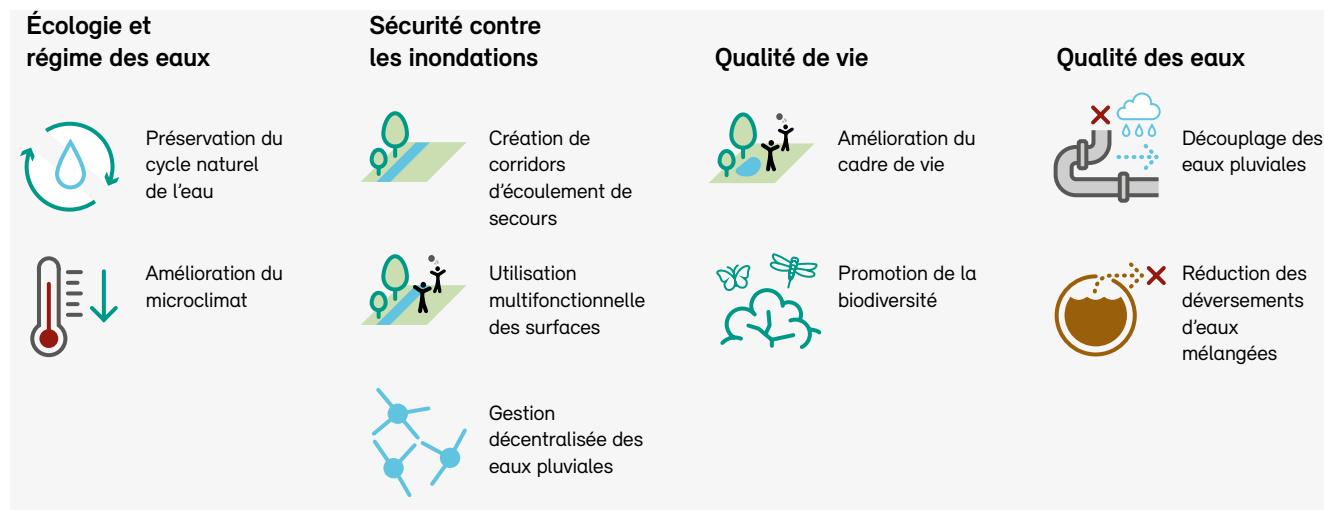 Écologie et
régime des eaux
Préservation du
cycle naturel
de l'eau
Amélioration du
microclimat
Sécurité contre
les inondations
Création de
corridors
d'écoulement de
secours
Utilisation
multifonctionnelle
des surfaces
Gestion
décentralisée des
eaux pluviales
Qualité de vie
Amélioration du
cadre de vie
Promotion de la
biodiversité
Qualité des eaux
Découplage des
eaux pluviales
Réduction des
déversements
d'eaux
mélangées